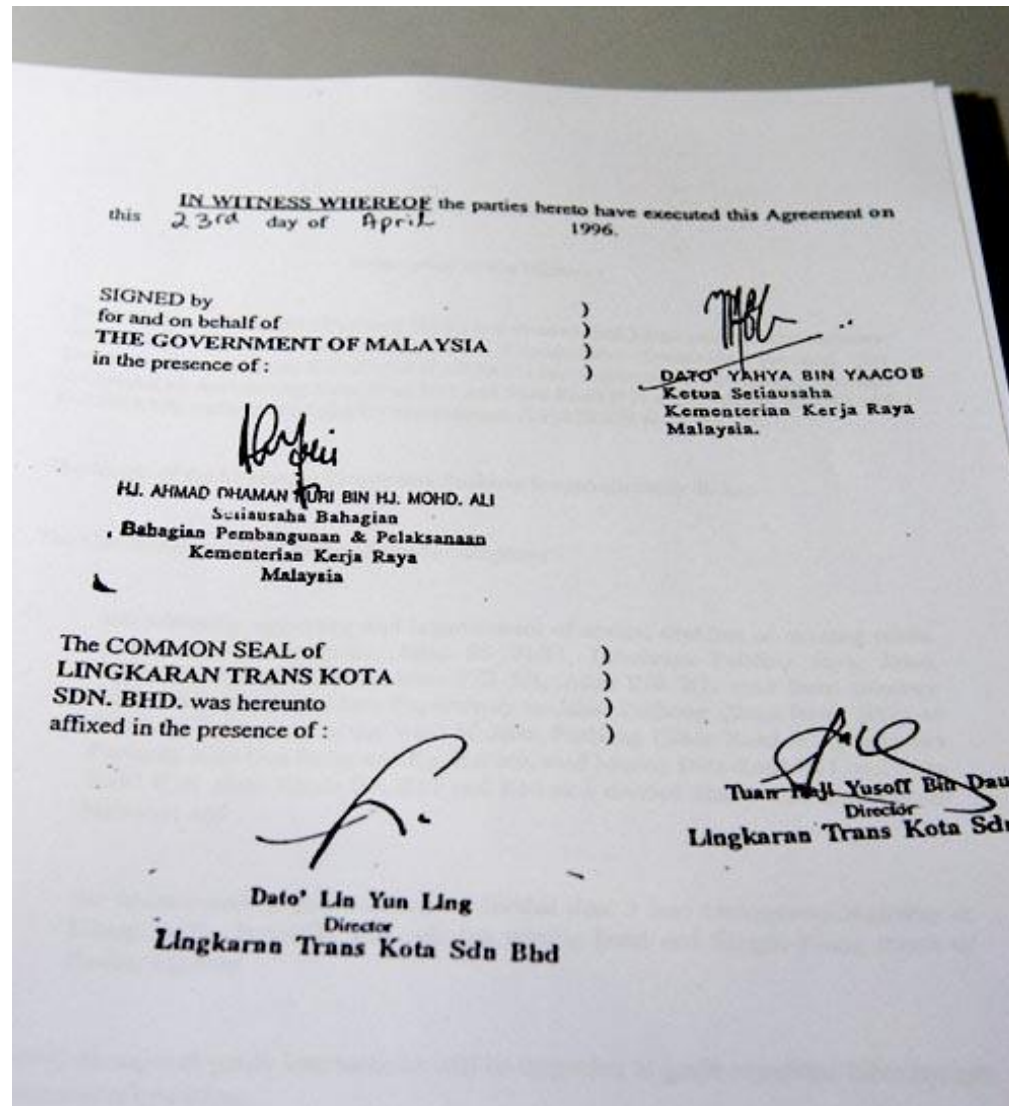 IN WITNESS WHEREOF the parties hereto have executed this Agreement on
this 23rd day of April 1996.
SIGNED by )
for and on behalf of )
THE GOVERNMENT OF MALAYSIA )
in the presence of : )
DATO' YAHYA BIN YAACOB
Ketua Setiausaha
Kementerian Kerja Raya
Malaysia.
HJ. AHMAD DHAMAN HURI BIN HJ. MOHD. ALI
Setiausaha Bahagian
Bahagian Pembangunan & Pelaksanaan
Kementerian Kerja Raya
Malaysia
The COMMON SEAL of )
LINGKARAN TRANS KOTA )
SDN. BHD. was hereunto )
affixed in the presence of : )
Tuan Haji Yusoff Bin Dau
Director
Lingkaran Trans Kota Sdn
Dato' Lin Yun Ling
Director
Lingkaran Trans Kota Sdn Bhd